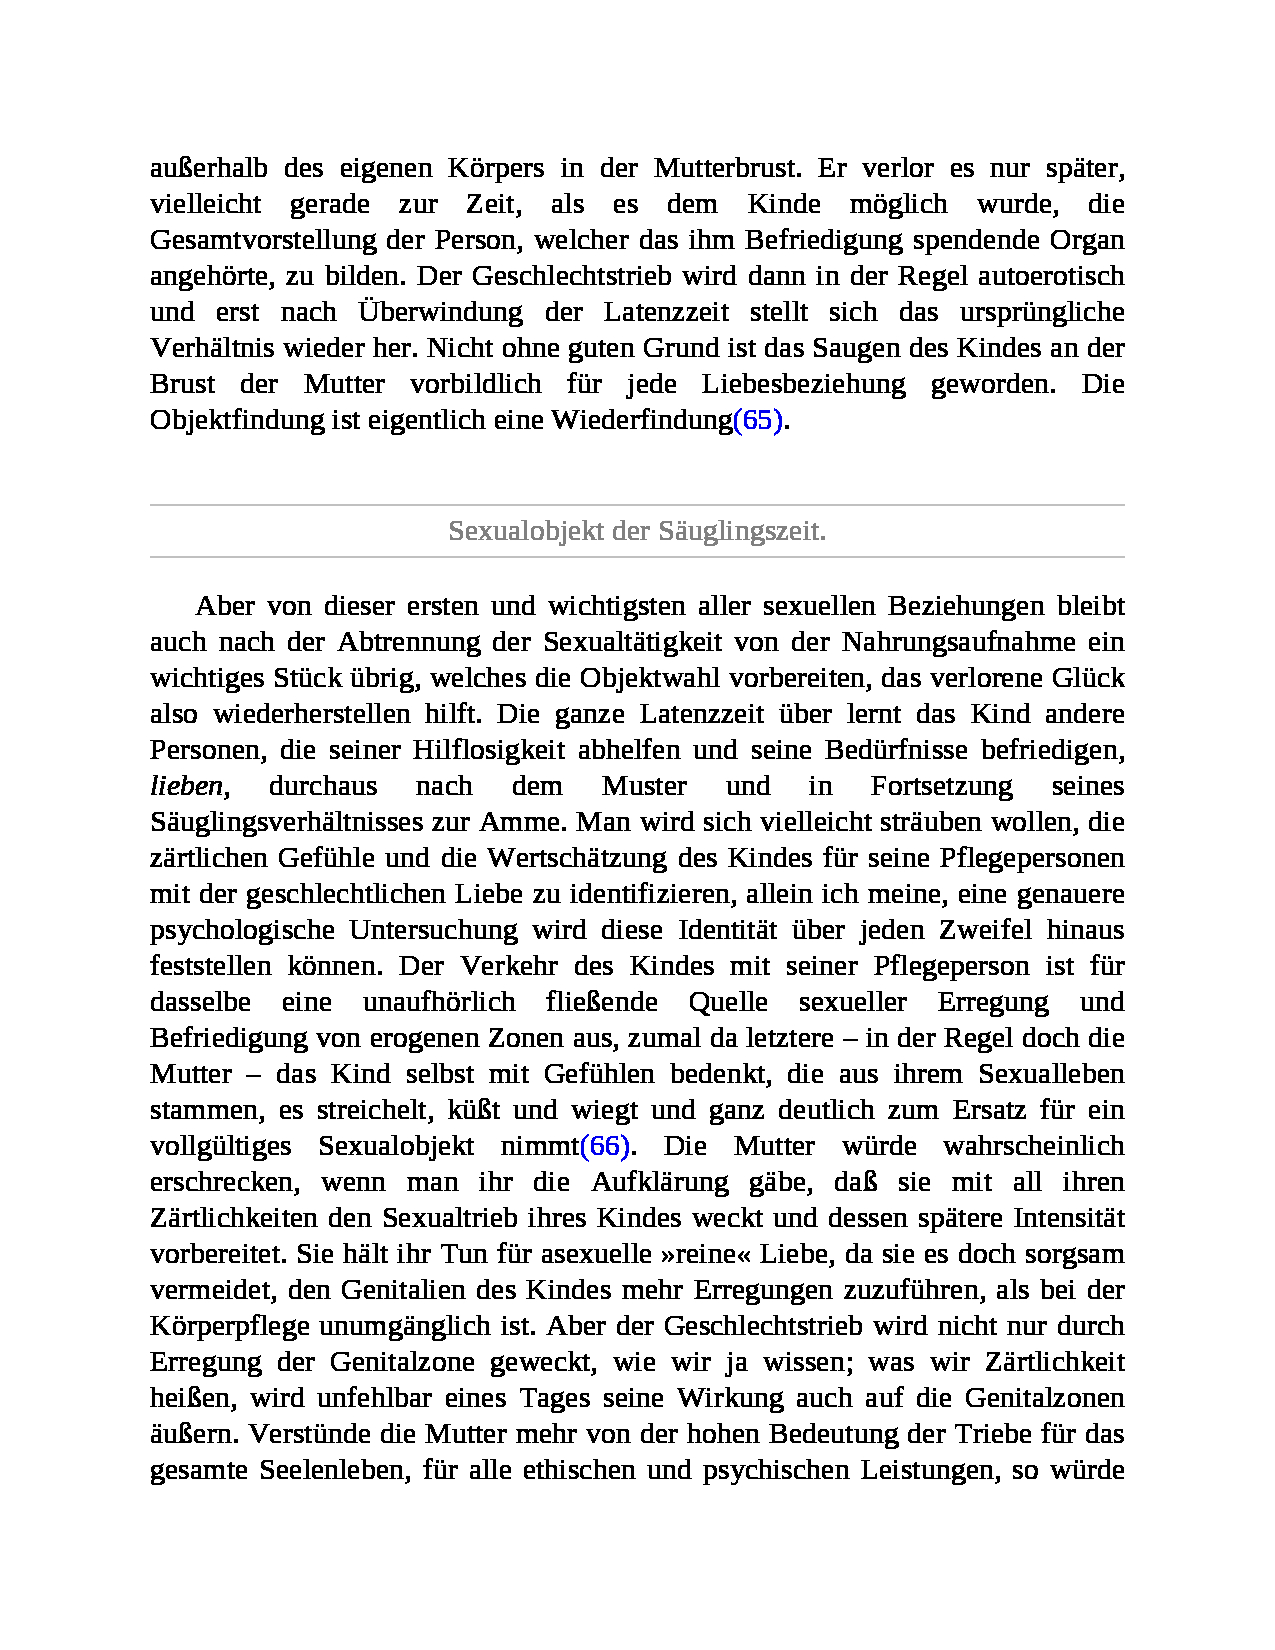 außerhalb des eigenen Körpers in der Mutterbrust. Er verlor es nur später,
vielleicht gerade zur Zeit, als es dem Kinde möglich wurde, die
Gesamtvorstellung der Person, welcher das ihm Befriedigung spendende Organ
angehörte, zu bilden. Der Geschlechtstrieb wird dann in der Regel autoerotisch
und erst nach Überwindung der Latenzzeit stellt sich das ursprüngliche
Verhältnis wieder her. Nicht ohne guten Grund ist das Saugen des Kindes an der
Brust der Mutter vorbildlich für jede Liebesbeziehung geworden. Die
Objektfindung ist eigentlich eine Wiederfindung(65).
Sexualobjekt der Säuglingszeit.
Aber von dieser ersten und wichtigsten aller sexuellen Beziehungen bleibt
auch nach der Abtrennung der Sexualtätigkeit von der Nahrungsaufnahme ein
wichtiges Stück übrig, welches die Objektwahl vorbereiten, das verlorene Glück
also wiederherstellen hilft. Die ganze Latenzzeit über lernt das Kind andere
Personen, die seiner Hilflosigkeit abhelfen und seine Bedürfnisse befriedigen,
lieben, durchaus nach dem Muster und in Fortsetzung seines
Säuglingsverhältnisses zur Amme. Man wird sich vielleicht sträuben wollen, die
zärtlichen Gefühle und die Wertschätzung des Kindes für seine Pflegepersonen
mit der geschlechtlichen Liebe zu identifizieren, allein ich meine, eine genauere
psychologische Untersuchung wird diese Identität über jeden Zweifel hinaus
feststellen können. Der Verkehr des Kindes mit seiner Pflegeperson ist für
dasselbe eine unaufhörlich fließende Quelle sexueller Erregung und
Befriedigung von erogenen Zonen aus, zumal da letztere – in der Regel doch die
Mutter – das Kind selbst mit Gefühlen bedenkt, die aus ihrem Sexualleben
stammen, es streichelt, küßt und wiegt und ganz deutlich zum Ersatz für ein
vollgültiges Sexualobjekt nimmt(66). Die Mutter würde wahrscheinlich
erschrecken, wenn man ihr die Aufklärung gäbe, daß sie mit all ihren
Zärtlichkeiten den Sexualtrieb ihres Kindes weckt und dessen spätere Intensität
vorbereitet. Sie hält ihr Tun für asexuelle »reine« Liebe, da sie es doch sorgsam
vermeidet, den Genitalien des Kindes mehr Erregungen zuzuführen, als bei der
Körperpflege unumgänglich ist. Aber der Geschlechtstrieb wird nicht nur durch
Erregung der Genitalzone geweckt, wie wir ja wissen; was wir Zärtlichkeit
heißen, wird unfehlbar eines Tages seine Wirkung auch auf die Genitalzonen
äußern. Verstünde die Mutter mehr von der hohen Bedeutung der Triebe für das
gesamte Seelenleben, für alle ethischen und psychischen Leistungen, so würde